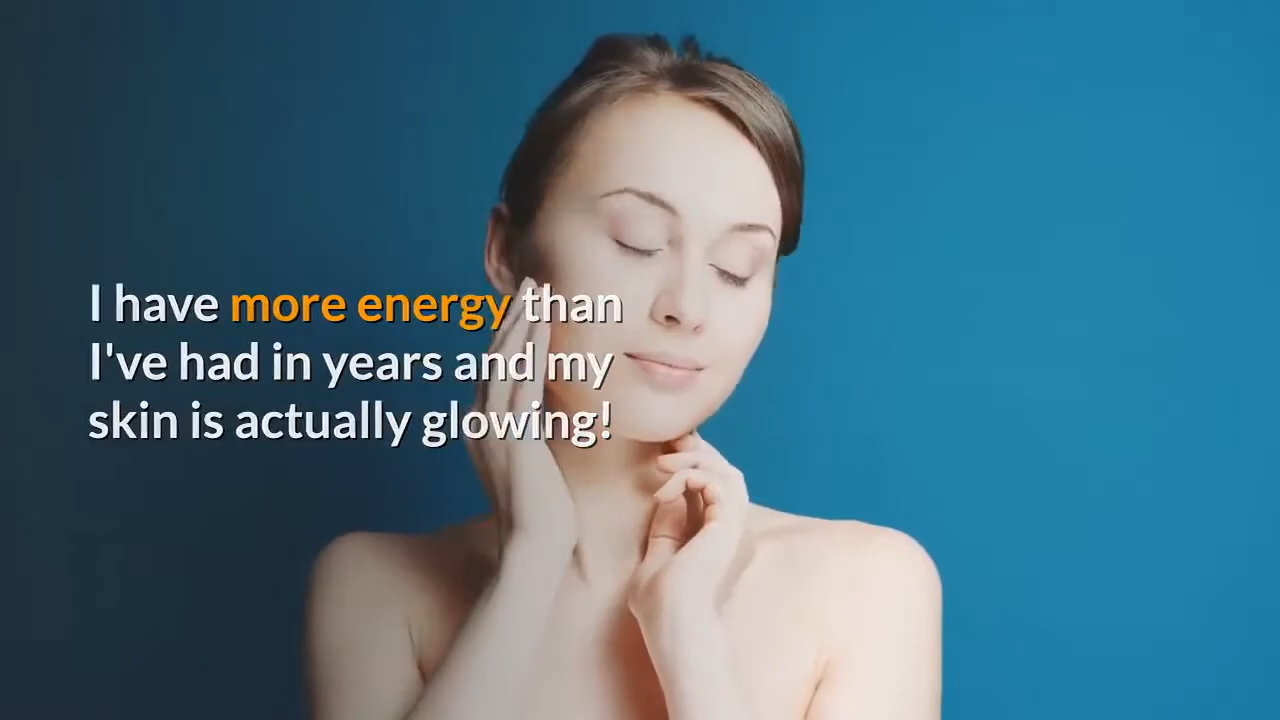 I have more energy than
I've had in years and my
skin is actually glowing!